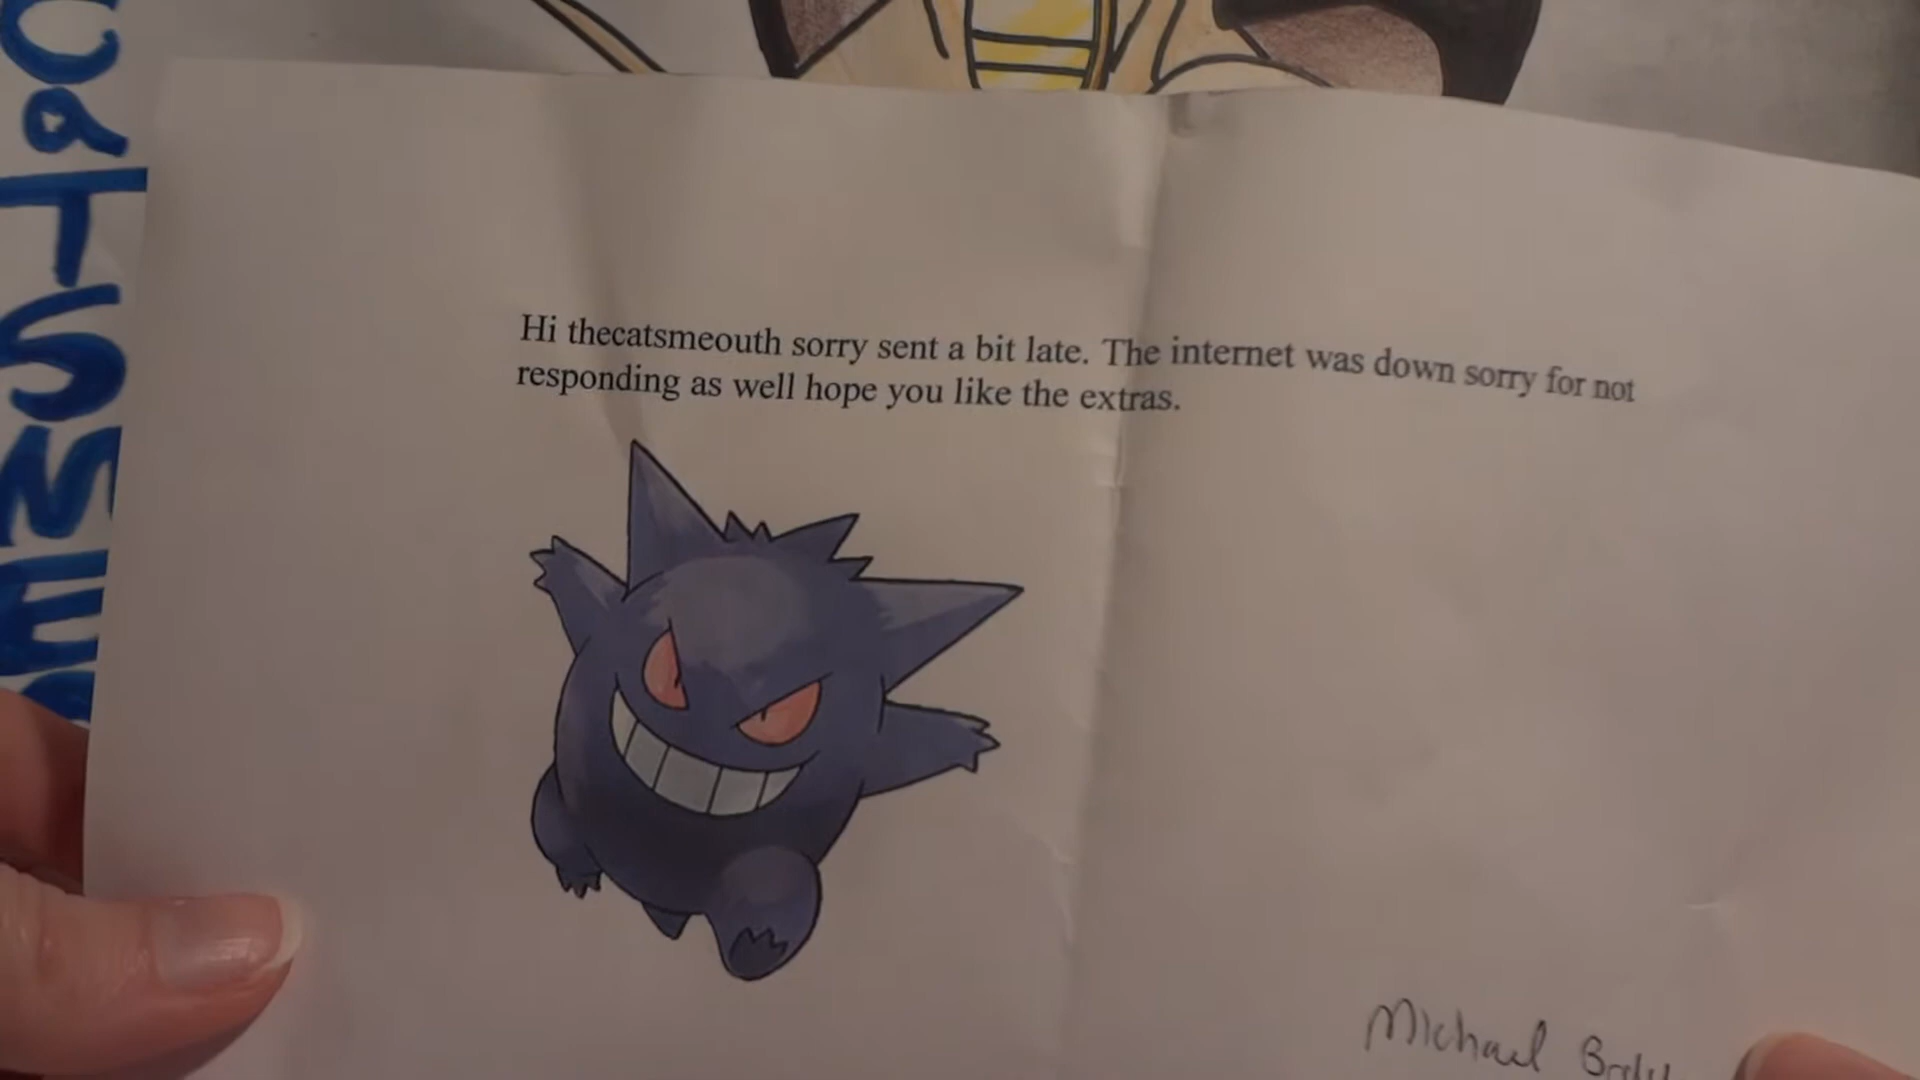 CaTSME
Hi thecatsmeouth sorry sent a bit late. The internet was down sorry for not
responding as well hope you like the extras.
Michael